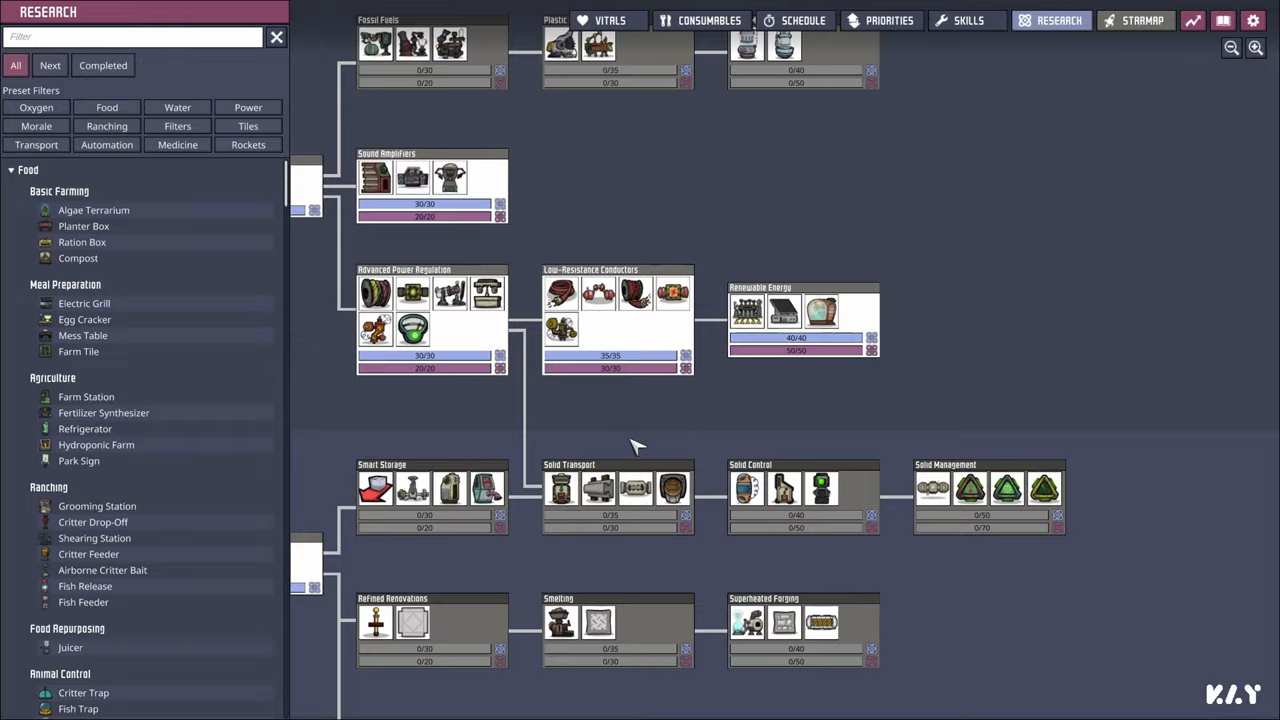 RESEARCH
VITALS
CONSUMABLES
SCHEDULE
PRIORITIES
SKILLS
RESEARCH
STARMAP
Filter
All
Next
Completed
Preset Filters
Oxygen
Food
Water
Power
Morale
Ranching
Filters
Tiles
Transport
Automation
Medicine
Rockets
Food
Basic Farming
Algae Terrarium
Planter Box
Ration Box
Compost
Meal Preparation
Electric Grill
Egg Cracker
Mess Table
Farm Tile
Agriculture
Farm Station
Fertilizer Synthesizer
Refrigerator
Hydroponic Farm
Park Sign
Ranching
Grooming Station
Critter Drop-Off
Shearing Station
Critter Feeder
Airborne Critter Bait
Fish Release
Fish Feeder
Food Repurposing
Juicer
Animal Control
Critter Trap
Fish Trap
Fossil Fuels
0/30
0/20
Plastic
0/35
0/30
0/40
0/50
Sound Amplifiers
30/30
20/20
Advanced Power Regulation
30/30
20/20
Low-Resistance Conductors
35/35
30/30
Renewable Energy
40/40
50/50
Smart Storage
0/30
0/20
Solid Transport
0/35
0/30
Solid Control
0/40
0/50
Solid Management
0/50
0/70
Refined Renovations
0/30
0/20
Smelting
0/35
0/30
Superheated Forging
0/40
0/50
K.A.Y